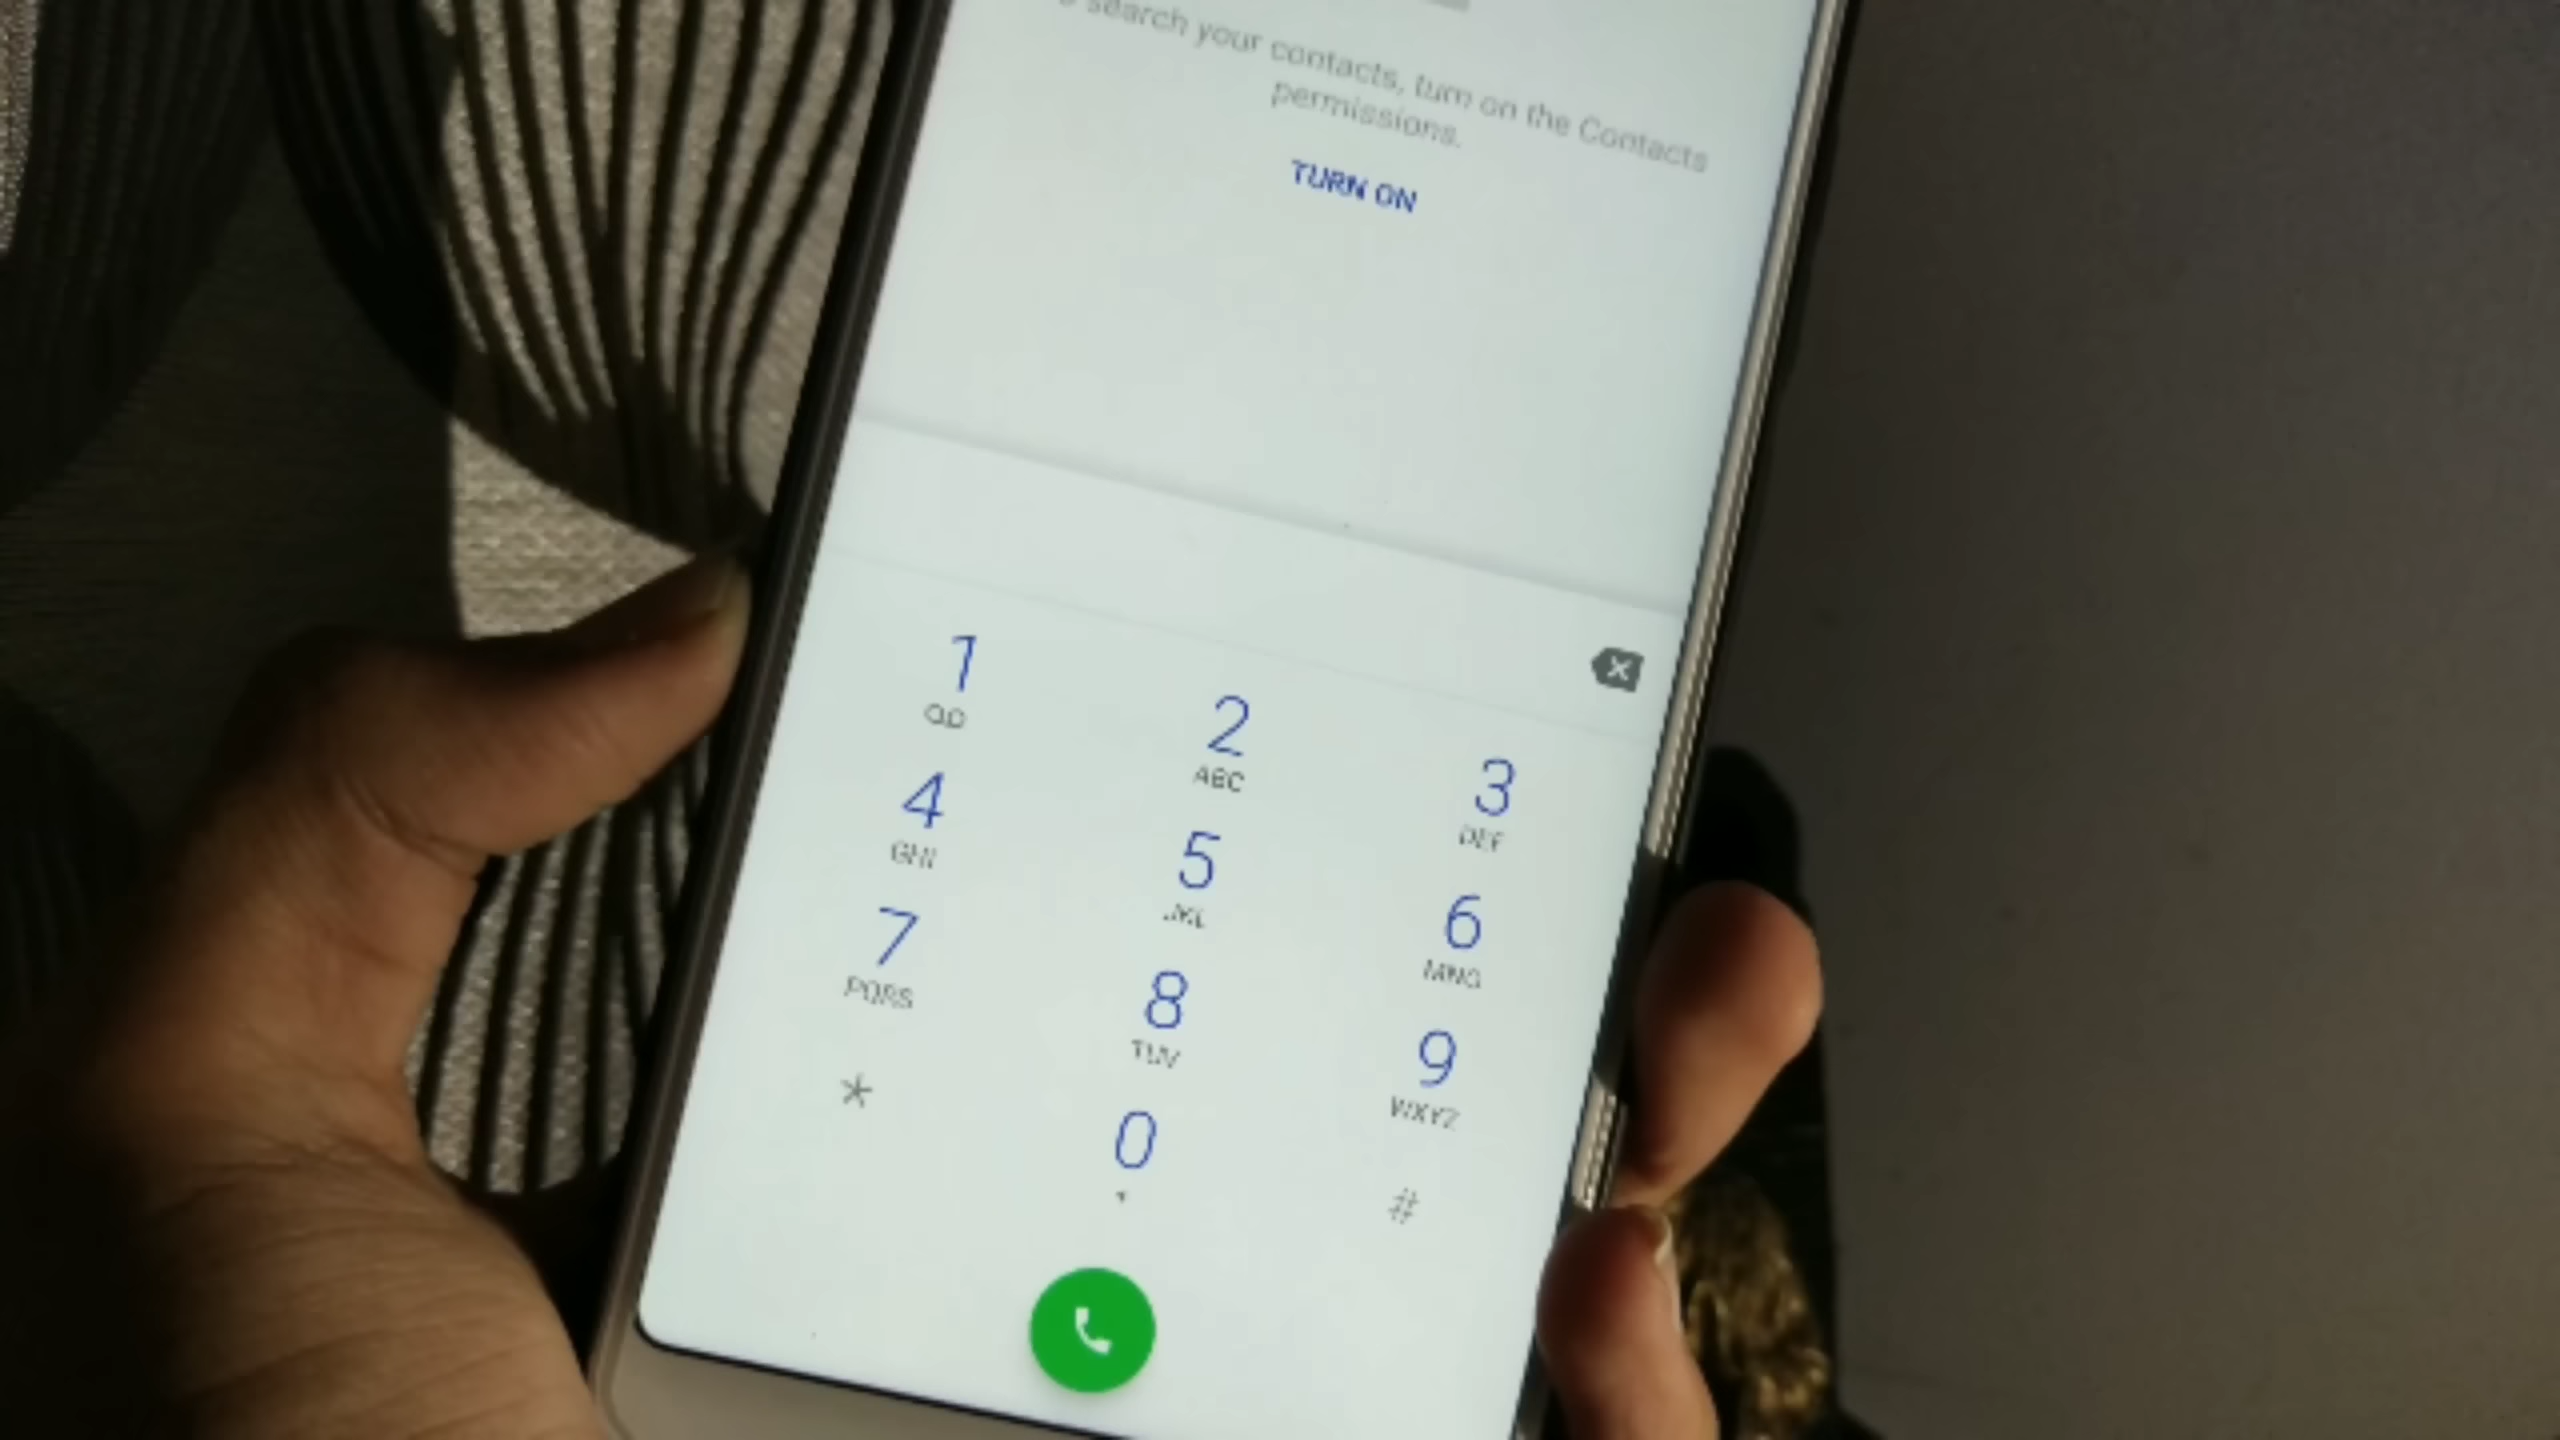 search your contacts, turn on the Contacts
permissions.
TURN ON
1
2
ABC
3
DEF
4
GHI
5
JKL
6
MNO
7
PQRS
8
TUV
9
WXYZ
*
0
#